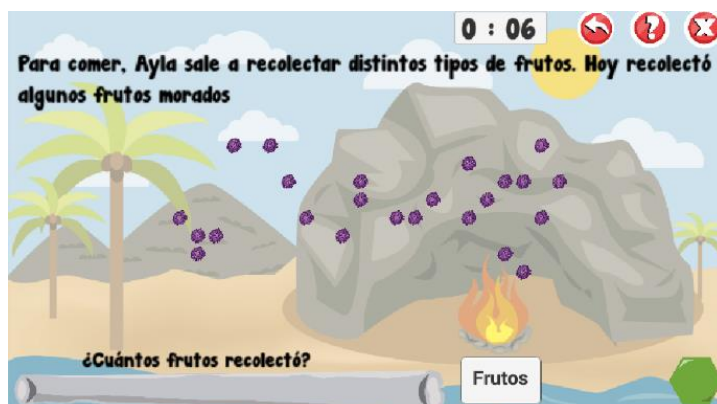 0 : 06
?
X
Para comer, Ayla sale a recolectar distintos tipos de frutos. Hoy recolectó
algunos frutos morados
¿Cuántos frutos recolectó?
Frutos